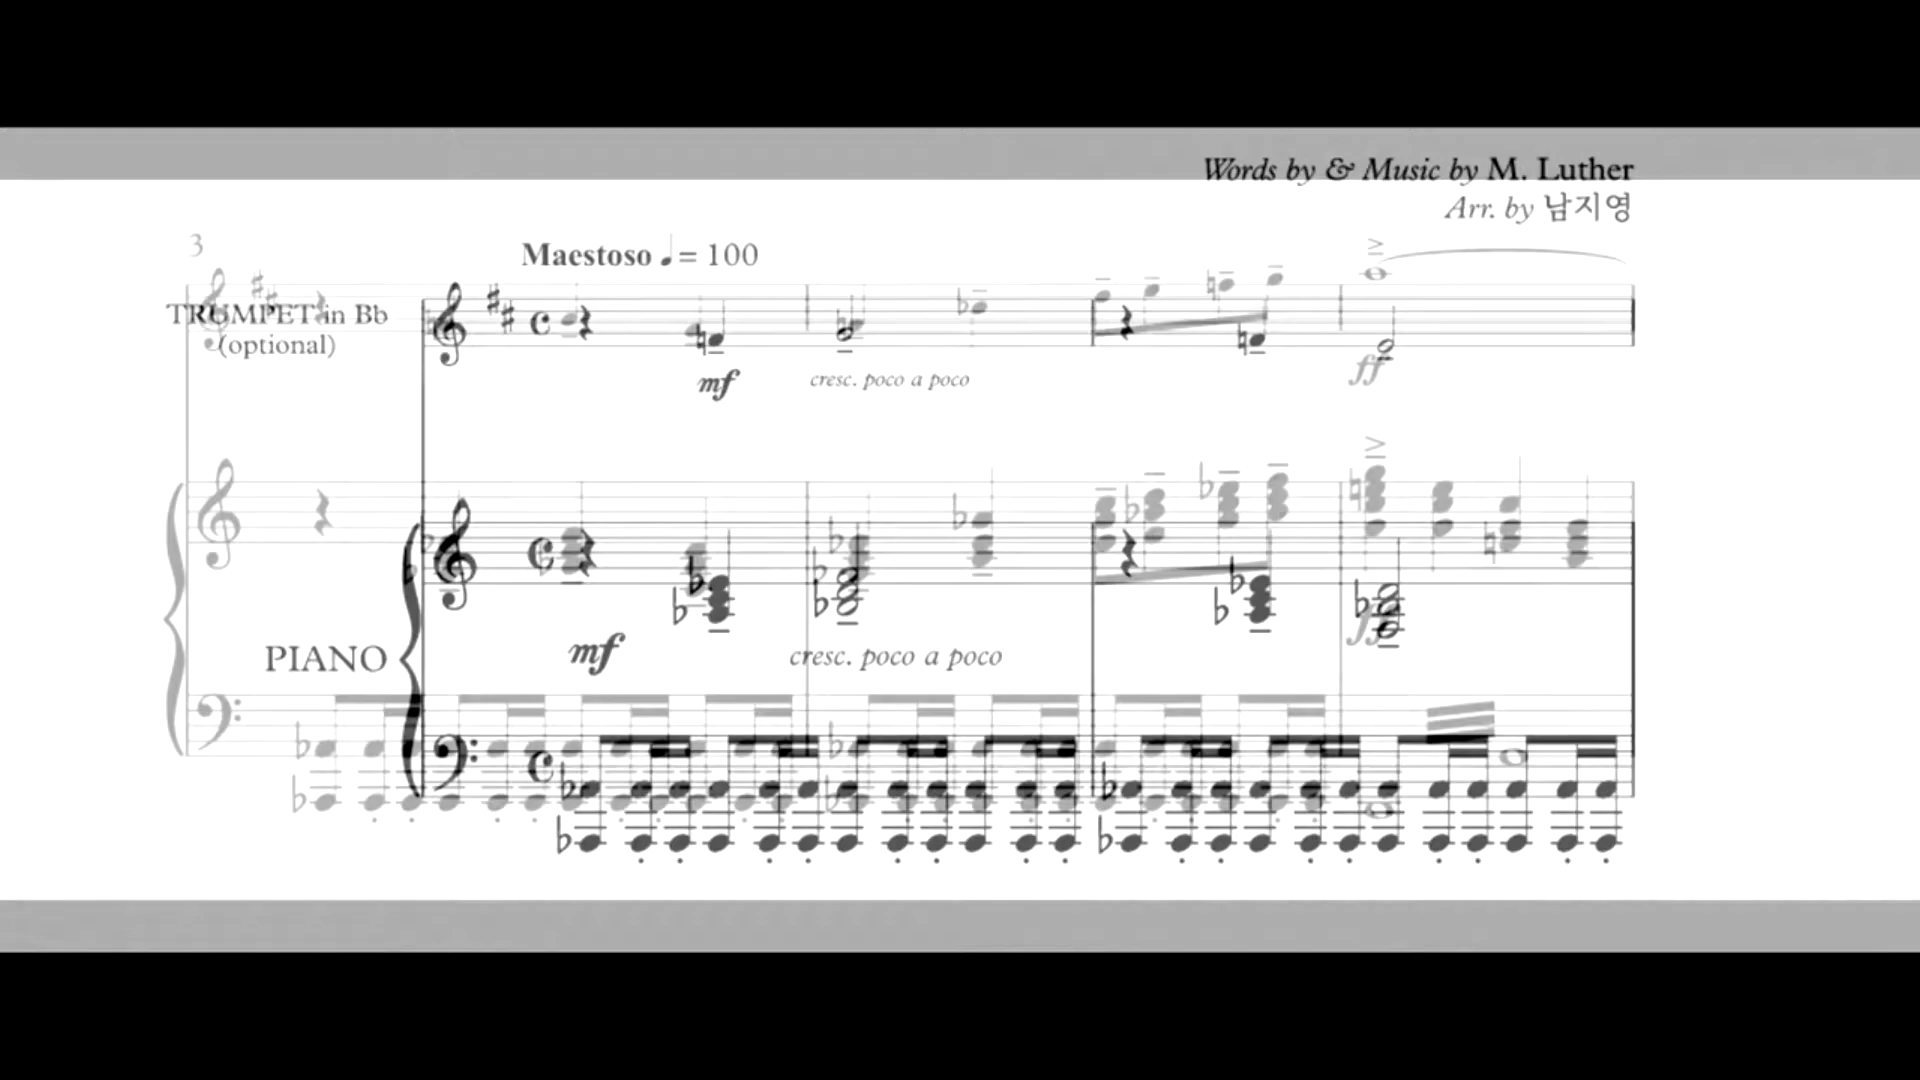 Words by & Music by M. Luther
Arr. by 남지영
3
Maestoso ♩= 100
TRUMPET in Bb
(optional)
mf
cresc. poco a poco
ff
PIANO
mf
cresc. poco a poco
ff